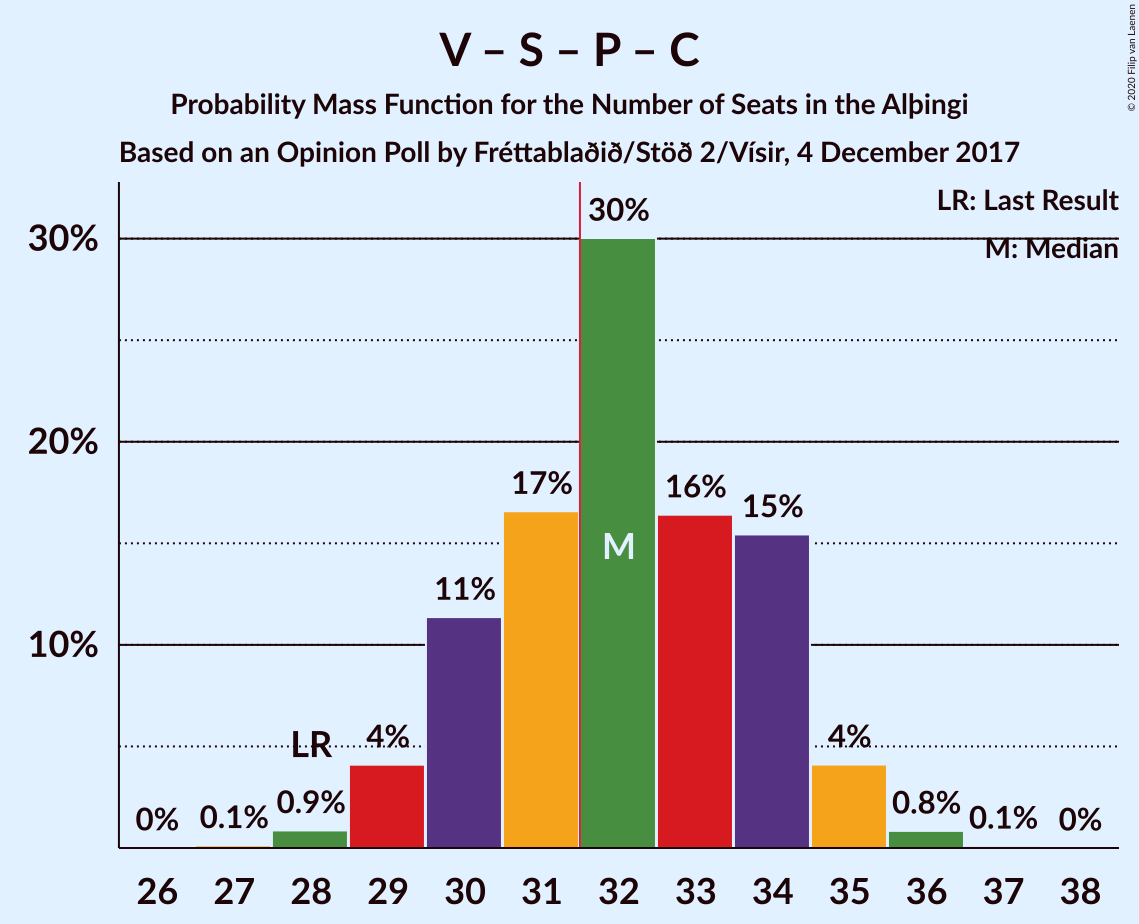 V – S – P – C
Probability Mass Function for the Number of Seats in the Alþingi
Based on an Opinion Poll by Fréttablaðið/Stöð 2/Vísir, 4 December 2017
© 2020 Filip van Laenen
LR: Last Result
M: Median
30%
20%
10%
0%
0.1%
0.9%
LR
4%
11%
17%
30%
M
16%
15%
4%
0.8%
0.1%
0%
26 27 28 29 30 31 32 33 34 35 36 37 38